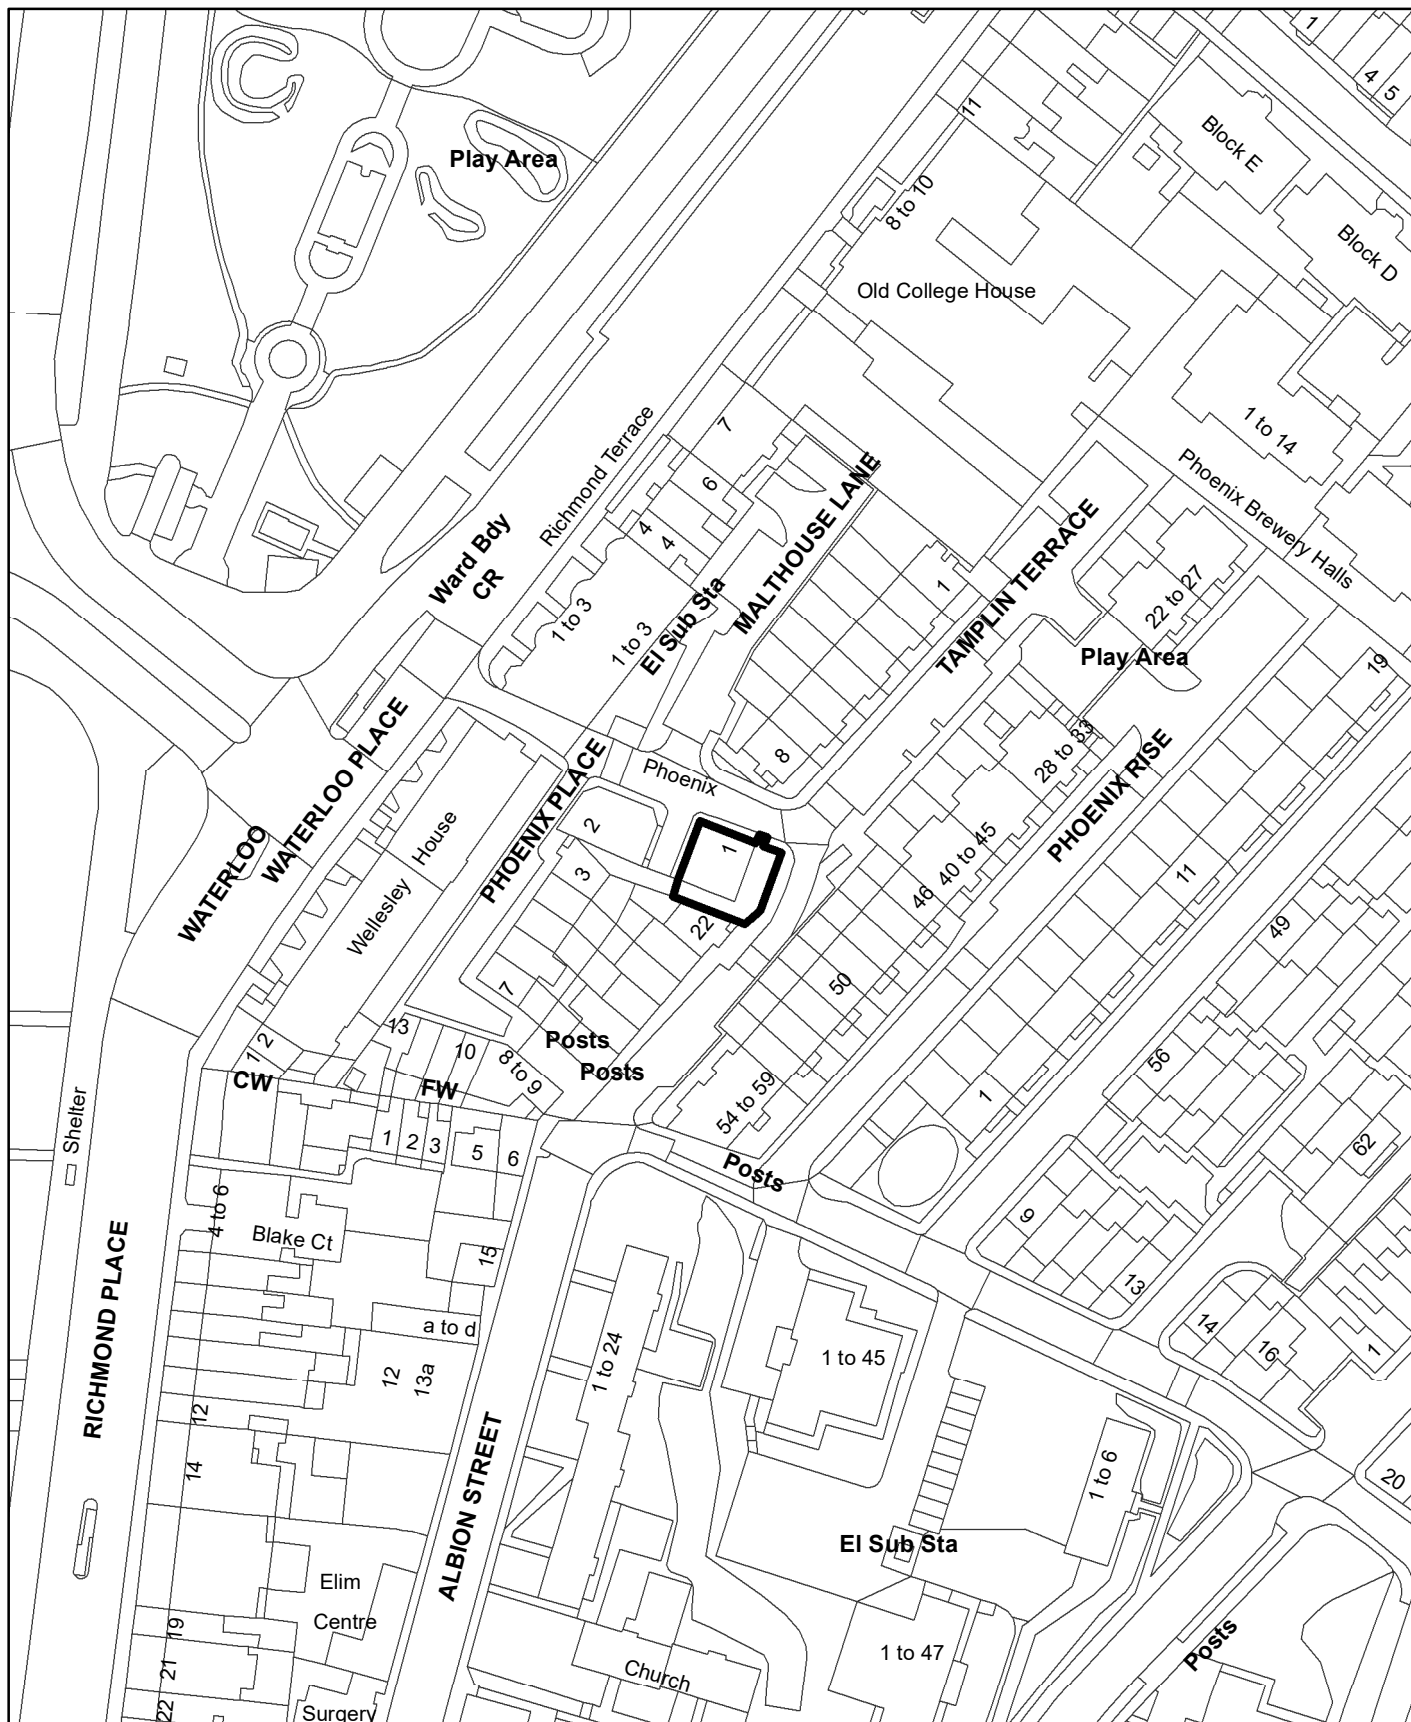 1
4
5
Block E
Block D
Play Area
11
8 to 10
Old College House
1 to 14
Phoenix Brewery Halls
Richmond Terrace
7
6
4
4
MALTHOUSE LANE
Ward Bdy
CR
1 to 3
1 to 3
El Sub Sta
1
TAMPLIN TERRACE
22 to 27
Play Area
19
8
28 to 33
PHOENIX RISE
Phoenix
WATERLOO PLACE
WATERLOO
PHOENIX PLACE
Wellesley House
2
3
1
22
40 to 45
46
11
49
50
7
13
10
8 to 9
Posts
Posts
1
2
CW
FW
56
1
54 to 59
62
Shelter
1
2
3
5
6
Posts
4 to 6
Blake Ct
15
9
13
RICHMOND PLACE
a to d
12
13a
1 to 24
1 to 45
14
16
1
12
14
ALBION STREET
1 to 6
20
El Sub Sta
Elim
Centre
19
21
22
Surgery
Church
1 to 47
Posts